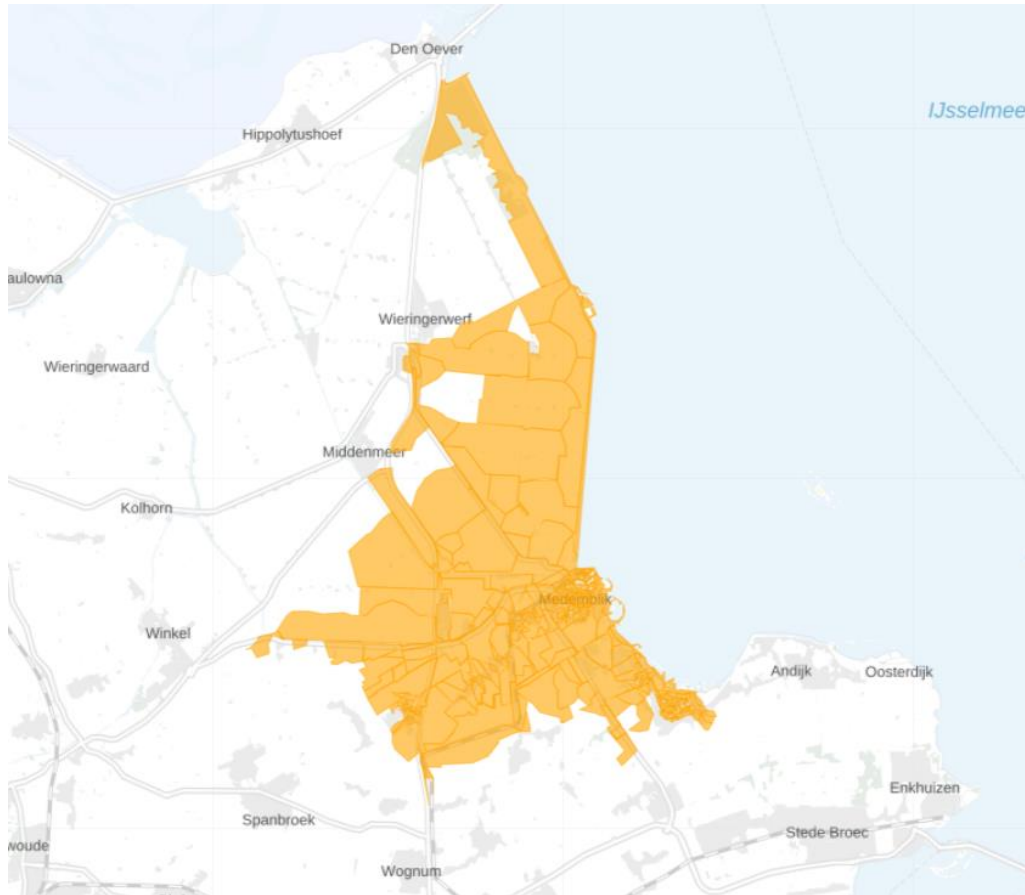 Den Oever
IJsselmee
Hippolytushoef
aulowna
Wieringerwerf
Wieringerwaard
Middenmeer
Kolhorn
Medemblik
Winkel
Andijk
Oosterdijk
Enkhuizen
Spanbroek
Stede Broec
woude
Wognum